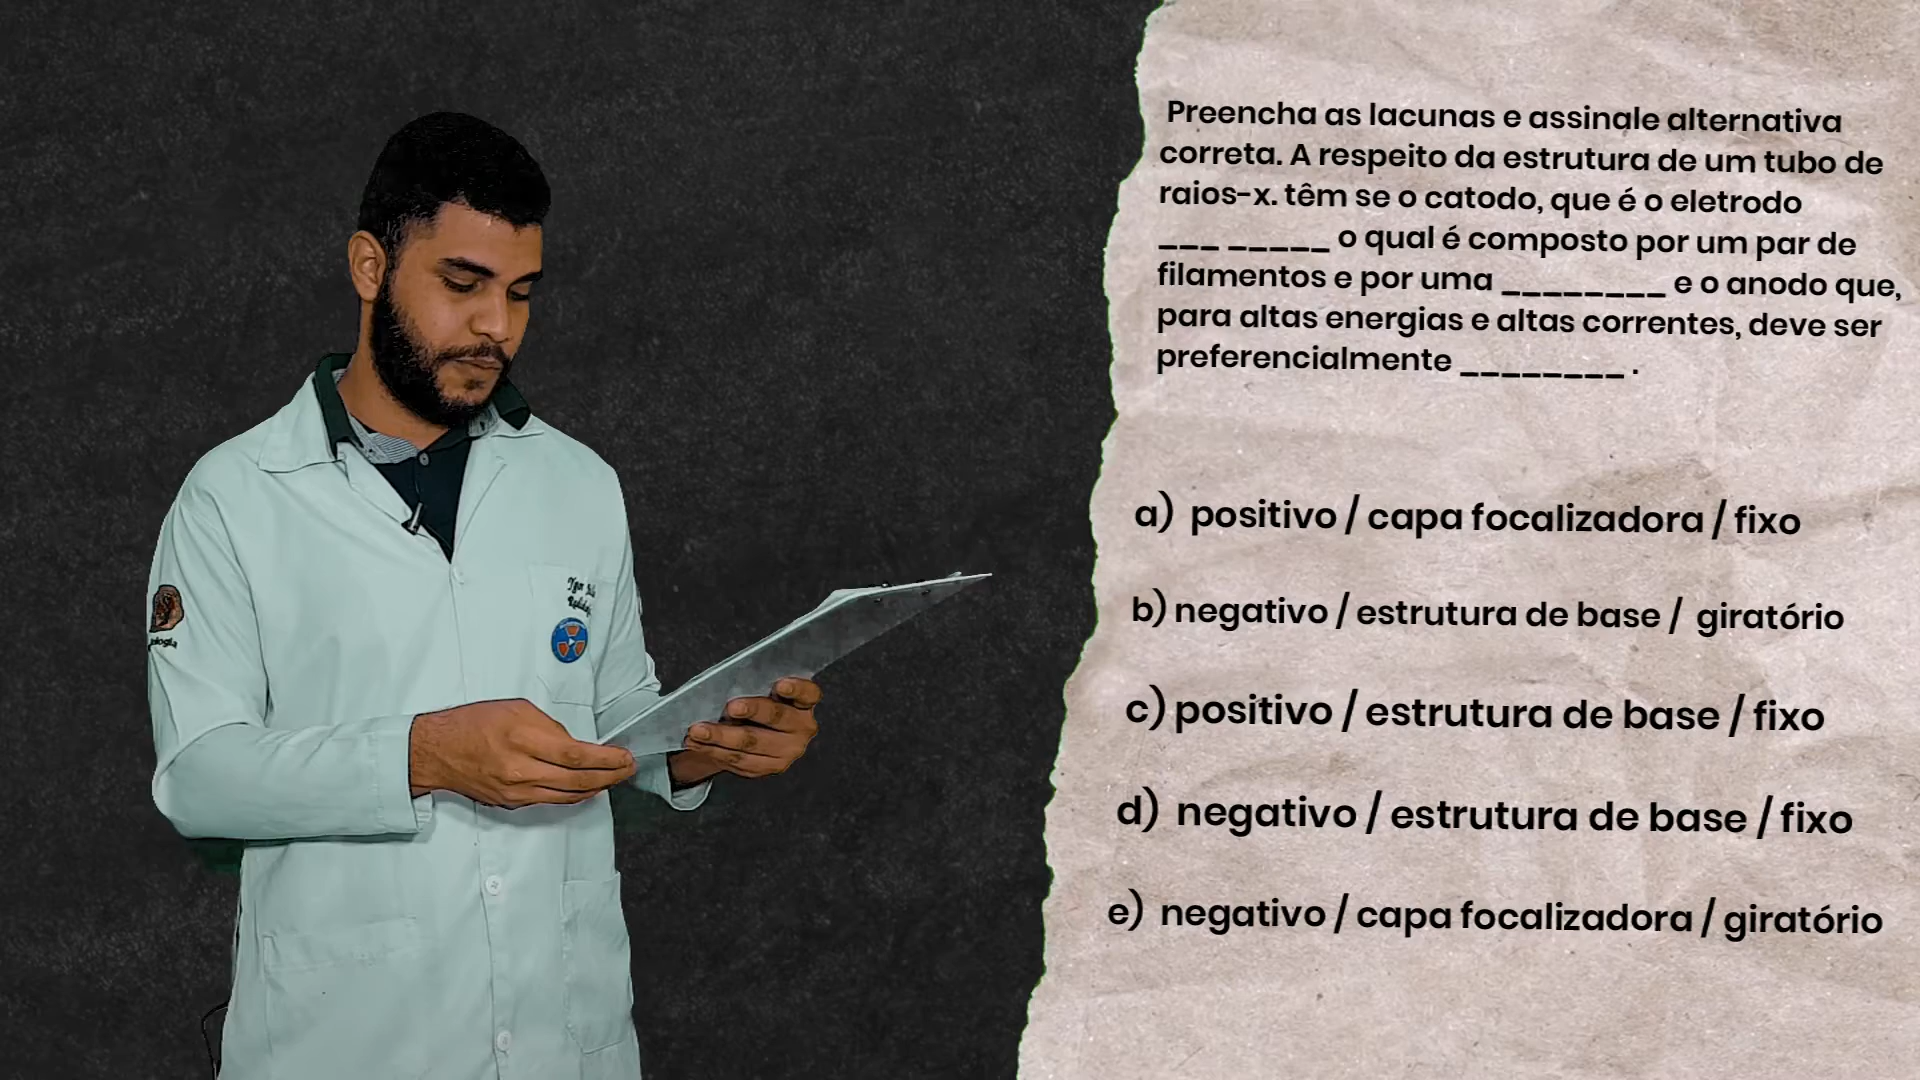 Preencha as lacunas e assinale alternativa
correta. A respeito da estrutura de um tubo de
raios-x. têm se o catodo, que é o eletrodo
___ _____ o qual é composto por um par de
filamentos e por uma ________ e o anodo que,
para altas energias e altas correntes, deve ser
preferencialmente ________ .
a) positivo / capa focalizadora / fixo
b) negativo / estrutura de base / giratório
c) positivo / estrutura de base / fixo
d) negativo / estrutura de base / fixo
e) negativo / capa focalizadora / giratório